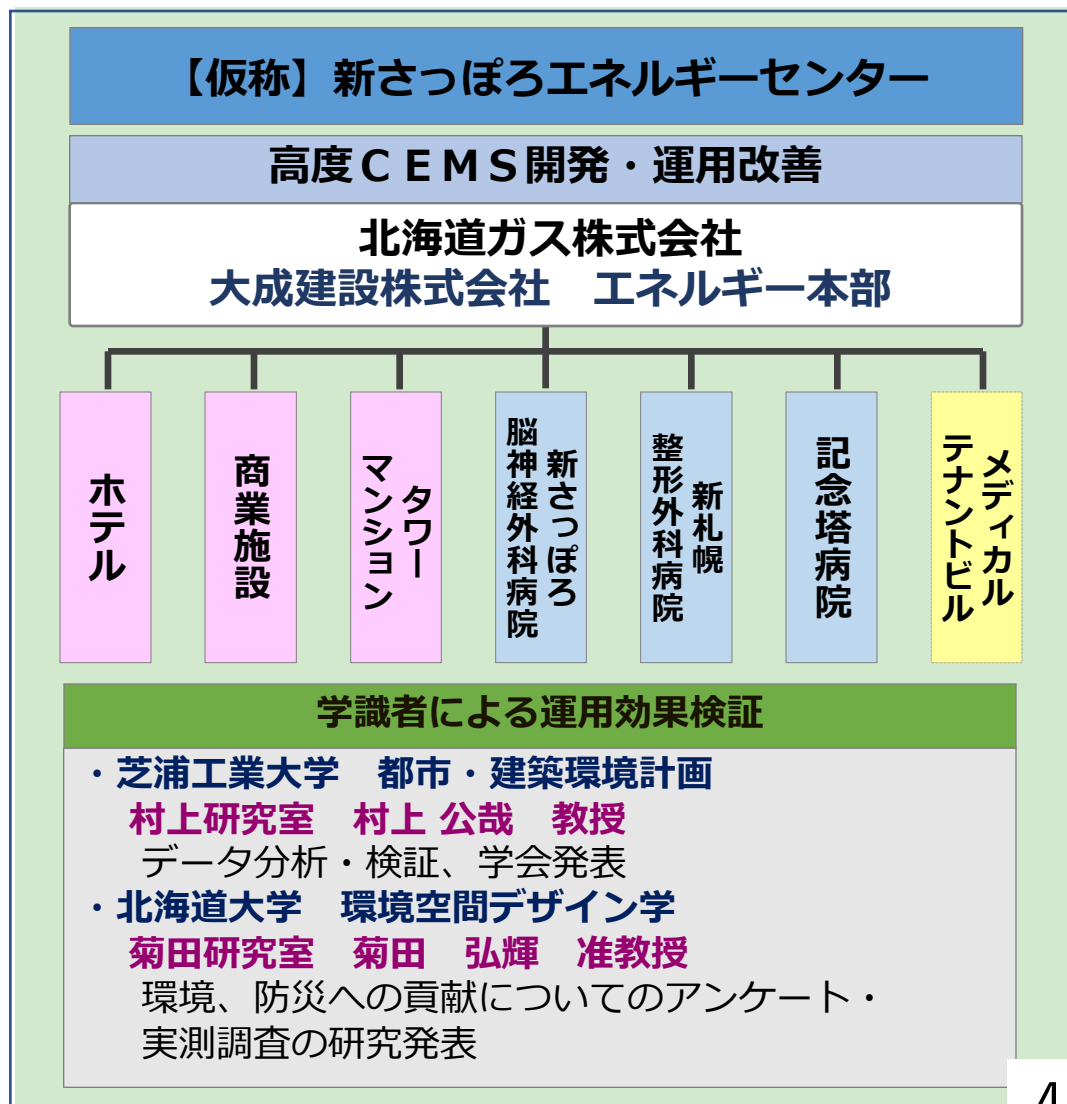 【仮称】新さっぽろエネルギーセンター
高度ＣＥＭＳ開発・運用改善
北海道ガス株式会社
大成建設株式会社　エネルギー本部
ホテル
商業施設
タワー
マンション
新さっぽろ
脳神経外科病院
新札幌
整形外科病院
記念塔病院
メディカル
テナントビル
学識者による運用効果検証
・芝浦工業大学　都市・建築環境計画
村上研究室　村上 公哉　教授
データ分析・検証、学会発表
・北海道大学　環境空間デザイン学
菊田研究室　菊田　弘輝　准教授
環境、防災への貢献についてのアンケート・
実測調査の研究発表
4